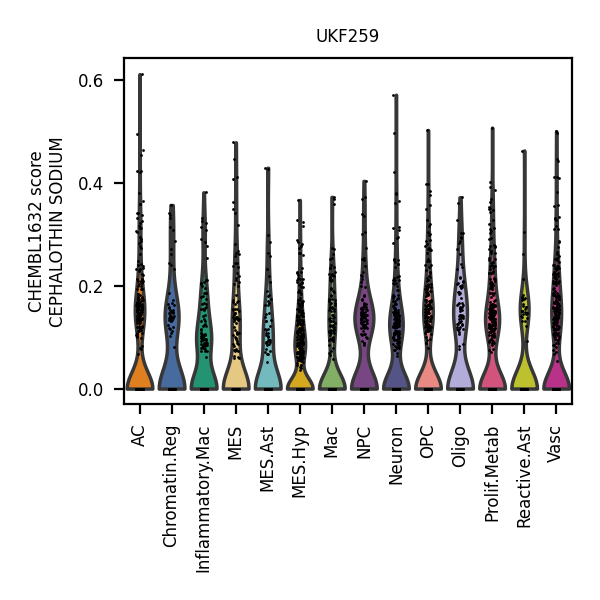 UKF259
CHEMBL1632 score
CEPHALOTHIN SODIUM
0.6
0.4
0.2
0.0
AC
Chromatin.Reg
Inflammatory.Mac
MES
MES.Ast
MES.Hyp
Mac
NPC
Neuron
OPC
Oligo
Prolif.Metab
Reactive.Ast
Vasc